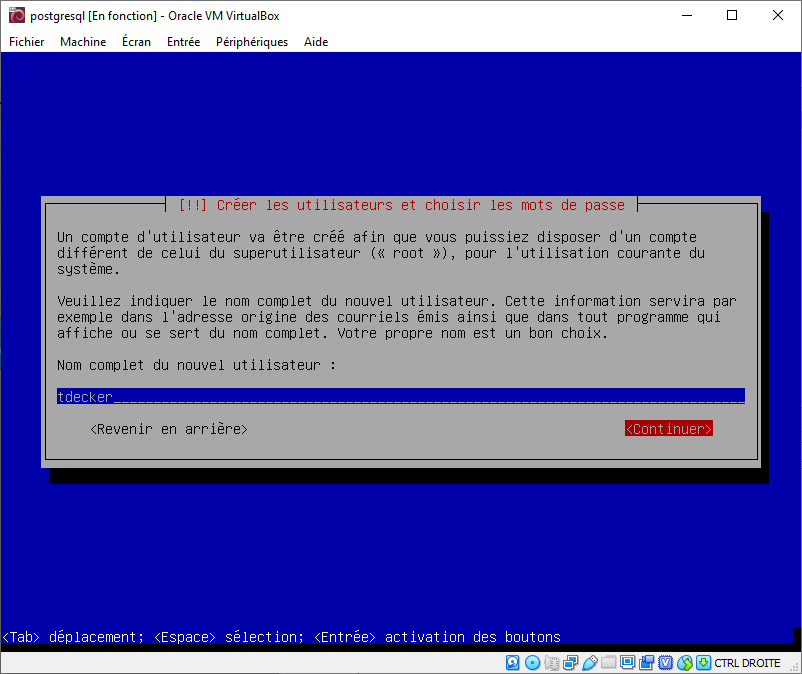 postgresql [En fonction] - Oracle VM VirtualBox
Fichier Machine Écran Entrée Périphériques Aide
[!!] Créer les utilisateurs et choisir les mots de passe
Un compte d'utilisateur va être créé afin que vous puissiez disposer d'un compte
différent de celui du superutilisateur (« root »), pour l'utilisation courante du
système.
Veuillez indiquer le nom complet du nouvel utilisateur. Cette information servira par
exemple dans l'adresse origine des courriels émis ainsi que dans tout programme qui
affiche ou se sert du nom complet. Votre propre nom est un bon choix.
Nom complet du nouvel utilisateur :
tdecker
<Revenir en arrière> <Continuer>
<Tab> déplacement; <Espace> sélection; <Entrée> activation des boutons
CTRL DROITE